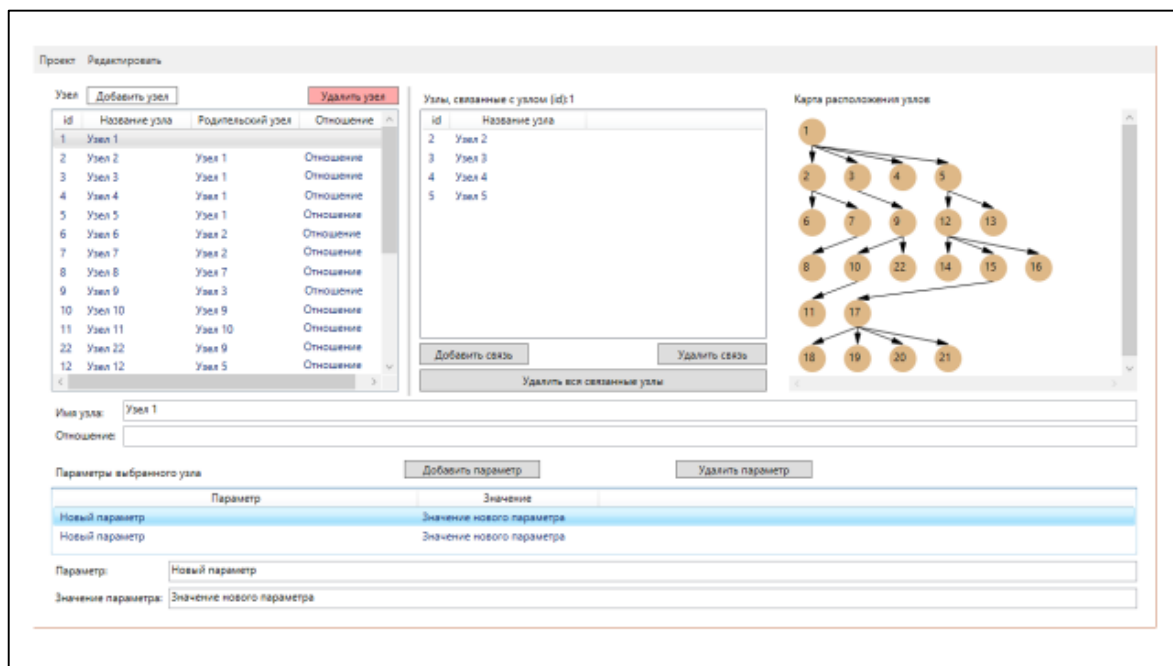 Проект Редактировать
Узел Добавить узел Удалить узел
id Название узла Родительский узел Отношение
1 Узел 1
2 Узел 2 Узел 1 Отношение
3 Узел 3 Узел 1 Отношение
4 Узел 4 Узел 1 Отношение
5 Узел 5 Узел 1 Отношение
6 Узел 6 Узел 2 Отношение
7 Узел 7 Узел 2 Отношение
8 Узел 8 Узел 7 Отношение
9 Узел 9 Узел 3 Отношение
10 Узел 10 Узел 9 Отношение
11 Узел 11 Узел 10 Отношение
22 Узел 22 Узел 9 Отношение
12 Узел 12 Узел 5 Отношение
Узлы, связанные с узлом (id):1
id Название узла
2 Узел 2
3 Узел 3
4 Узел 4
5 Узел 5
Добавить связь Удалить связь
Удалить вся связанные узлы
Карта расположения узлов
1
2 3 4 5
6 7 9 12 13
8 10 22 14 15 16
11 17
18 19 20 21
Имя узла: Узел 1
Отношение:
Параметры выбранного узла Добавить параметр Удалить параметр
Параметр Значение
Новый параметр Значение нового параметра
Новый параметр Значение нового параметра
Параметр: Новый параметр
Значение параметра: Значение нового параметра